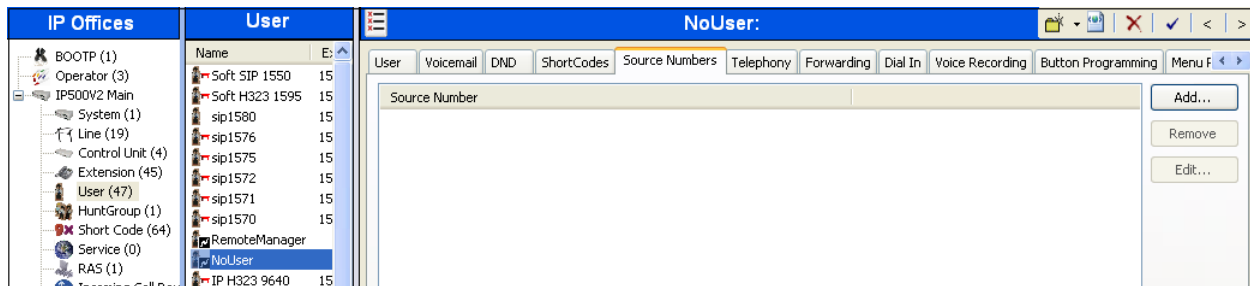 IP Offices
BOOTP (1)
Operator (3)
IP500V2 Main
System (1)
Line (19)
Control Unit (4)
Extension (45)
User (47)
HuntGroup (1)
Short Code (64)
Service (0)
RAS (1)
User
Name
Soft SIP 1550 15
Soft H323 1595 15
sip1580 15
sip1576 15
sip1575 15
sip1572 15
sip1571 15
sip1570 15
RemoteManager
NoUser
IP H323 9640 15
NoUser:
User Voicemail DND ShortCodes Source Numbers Telephony Forwarding Dial In Voice Recording Button Programming Menu
Source Number
Add...
Remove
Edit...